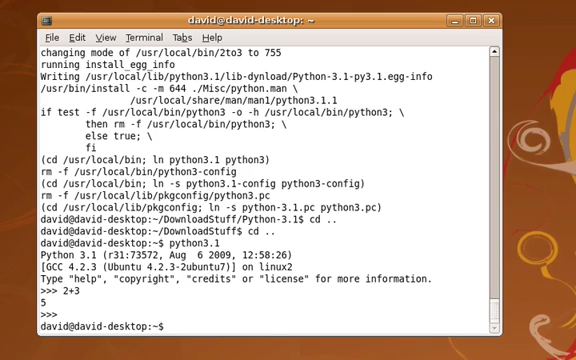 david@david-desktop: ~
File Edit View Terminal Tabs Help
changing mode of /usr/local/bin/2to3 to 755
running install_egg_info
Writing /usr/local/lib/python3.1/lib-dynload/Python-3.1-py3.1.egg-info
/usr/bin/install -c -m 644 ./Misc/python.man \
/usr/local/share/man/man1/python3.1.1
if test -f /usr/local/bin/python3 -o -h /usr/local/bin/python3; \
then rm -f /usr/local/bin/python3; \
else true; \
fi
(cd /usr/local/bin; ln python3.1 python3)
rm -f /usr/local/bin/python3-config
(cd /usr/local/bin; ln -s python3.1-config python3-config)
rm -f /usr/local/lib/pkgconfig/python3.pc
(cd /usr/local/lib/pkgconfig; ln -s python-3.1.pc python3.pc)
david@david-desktop:~/DownloadStuff/Python-3.1$ cd ..
david@david-desktop:~/DownloadStuff$ cd ..
david@david-desktop:~$ python3.1
Python 3.1 (r31:73572, Aug  6 2009, 12:58:26)
[GCC 4.2.3 (Ubuntu 4.2.3-2ubuntu7)] on linux2
Type "help", "copyright", "credits" or "license" for more information.
>>> 2+3
5
>>>
david@david-desktop:~$